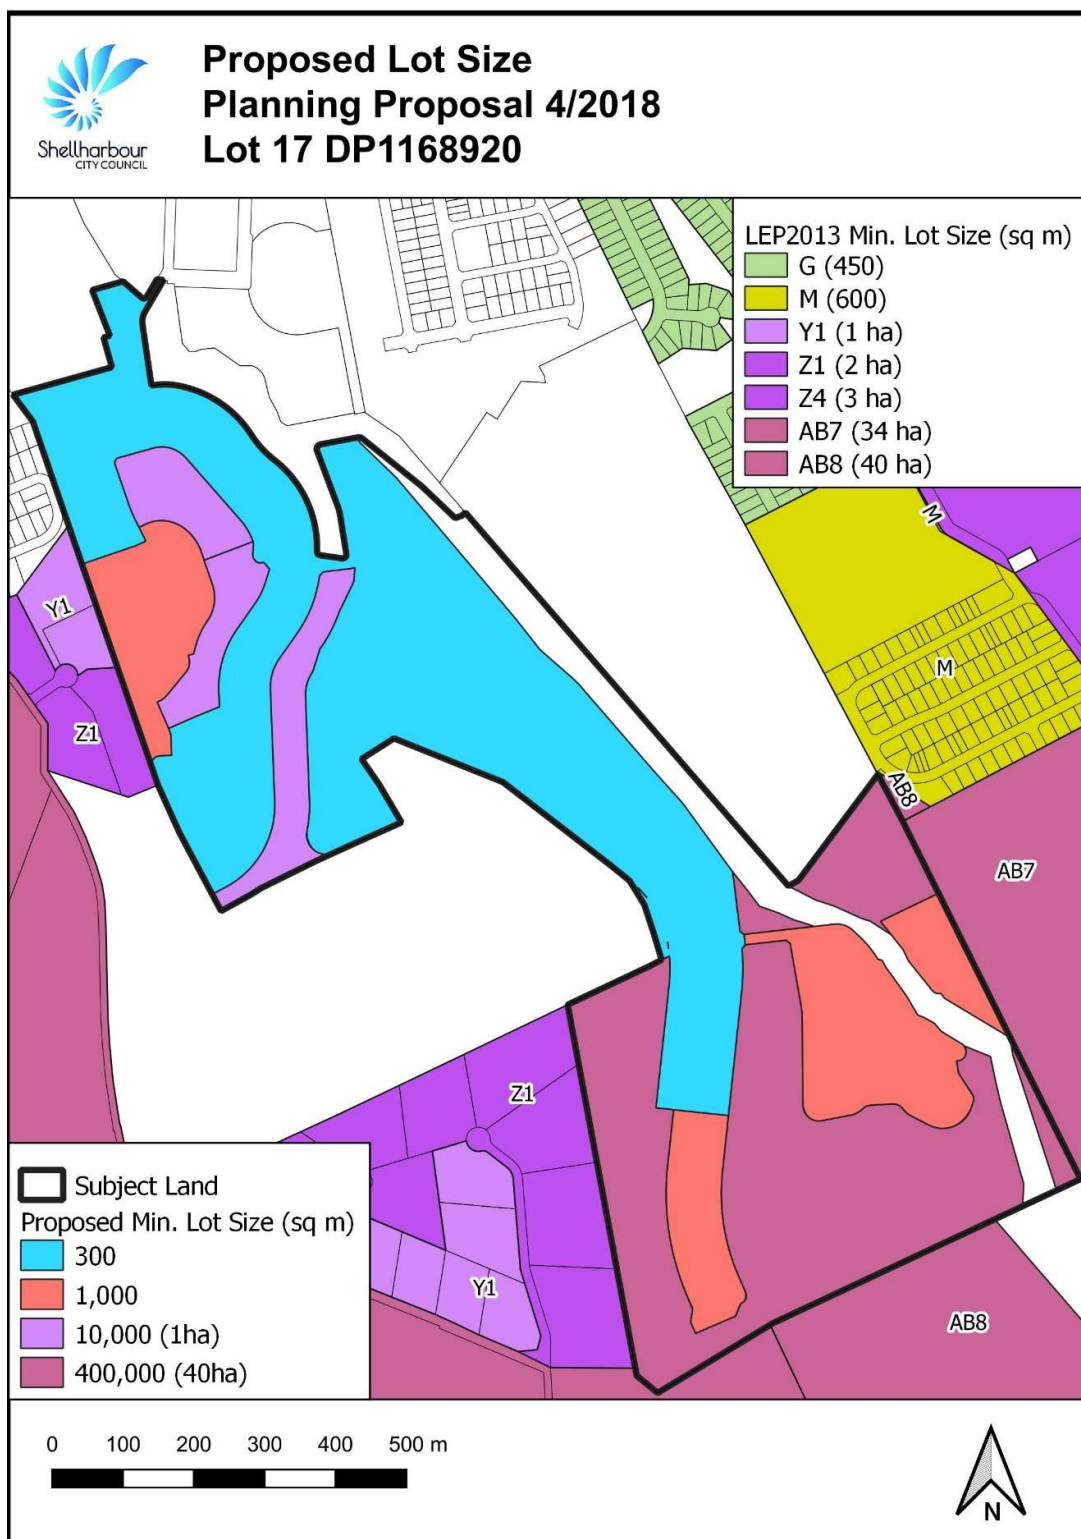 Shellharbour
CITY COUNCIL
Proposed Lot Size
Planning Proposal 4/2018
Lot 17 DP1168920
LEP2013 Min. Lot Size (sq m)
G (450)
M (600)
Y1 (1 ha)
Z1 (2 ha)
Z4 (3 ha)
AB7 (34 ha)
AB8 (40 ha)
M
Y1
M
Z1
AB8
AB7
Z1
Y1
AB8
Subject Land
Proposed Min. Lot Size (sq m)
300
1,000
10,000 (1ha)
400,000 (40ha)
0 100 200 300 400 500 m
N